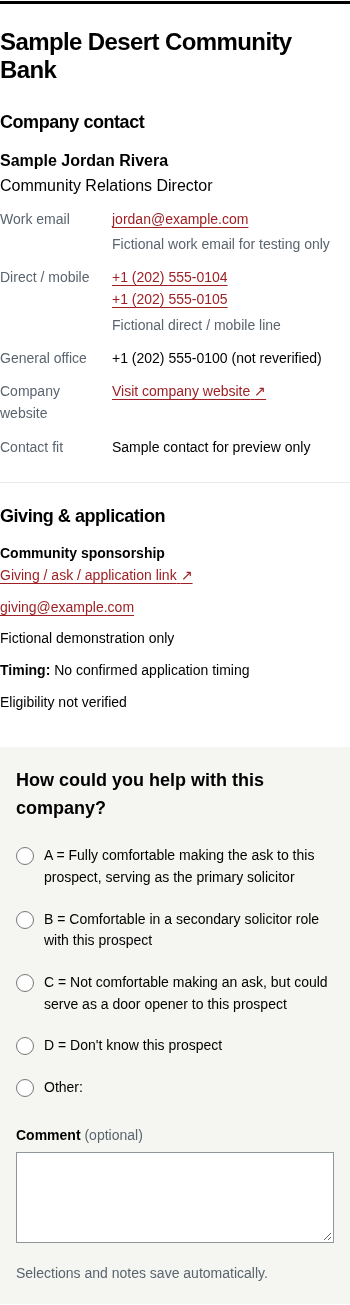 Sample Desert Community
Bank
Company contact
Sample Jordan Rivera
Community Relations Director
Work email jordan@example.com
Fictional work email for testing only
Direct / mobile +1 (202) 555-0104
+1 (202) 555-0105
Fictional direct / mobile line
General office +1 (202) 555-0100 (not reverified)
Company website Visit company website ↗
Contact fit Sample contact for preview only
Giving & application
Community sponsorship
Giving / ask / application link ↗
giving@example.com
Fictional demonstration only
Timing: No confirmed application timing
Eligibility not verified
How could you help with this
company?
A = Fully comfortable making the ask to this
prospect, serving as the primary solicitor
B = Comfortable in a secondary solicitor role
with this prospect
C = Not comfortable making an ask, but could
serve as a door opener to this prospect
D = Don't know this prospect
Other:
Comment (optional)
Selections and notes save automatically.